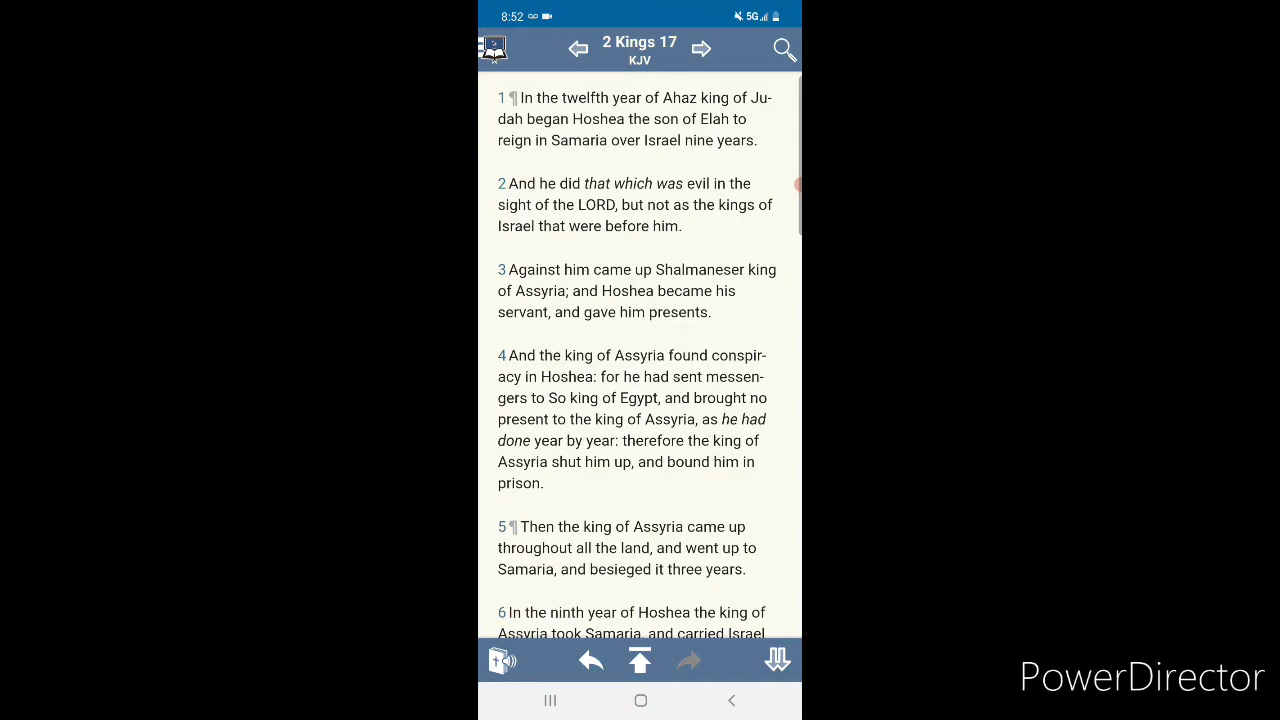 8:52
5G
2 Kings 17
KJV
1 ¶ In the twelfth year of Ahaz king of Ju-
dah began Hoshea the son of Elah to
reign in Samaria over Israel nine years.
2 And he did that which was evil in the
sight of the LORD, but not as the kings of
Israel that were before him.
3 Against him came up Shalmaneser king
of Assyria; and Hoshea became his
servant, and gave him presents.
4 And the king of Assyria found conspir-
acy in Hoshea: for he had sent messen-
gers to So king of Egypt, and brought no
present to the king of Assyria, as he had
done year by year: therefore the king of
Assyria shut him up, and bound him in
prison.
5 ¶ Then the king of Assyria came up
throughout all the land, and went up to
Samaria, and besieged it three years.
6 In the ninth year of Hoshea the king of
Assyria took Samaria, and carried Israel
PowerDirector